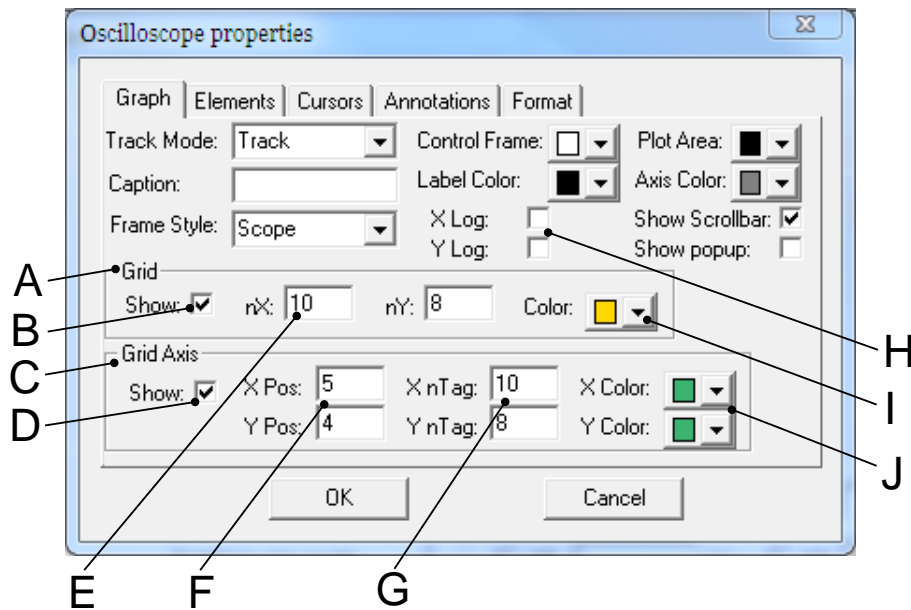 Oscilloscope properties
Graph Elements Cursors Annotations Format
Track Mode: Track Control Frame: Plot Area:
Caption: Label Color: Axis Color:
Frame Style: Scope X Log: Show Scrollbar:
Y Log: Show popup:
A Grid
B Show: nX: 10 nY: 8 Color:
H
C Grid Axis
D Show: X Pos: 5 X nTag: 10 X Color: I
Y Pos: 4 Y nTag: 8 Y Color:
J
OK Cancel
E F G